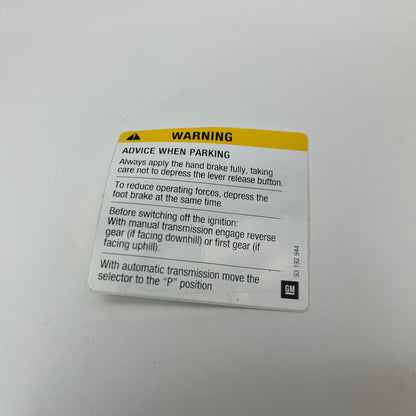 WARNING
ADVICE WHEN PARKING
Always apply the hand brake fully, taking
care not to depress the lever release button.
To reduce operating forces, depress the
foot brake at the same time.
Before switching off the ignition:
With manual transmission engage reverse
gear (if facing downhill) or first gear (if
facing uphill).
With automatic transmission move the
selector to the “P” position.
93 192 944
GM